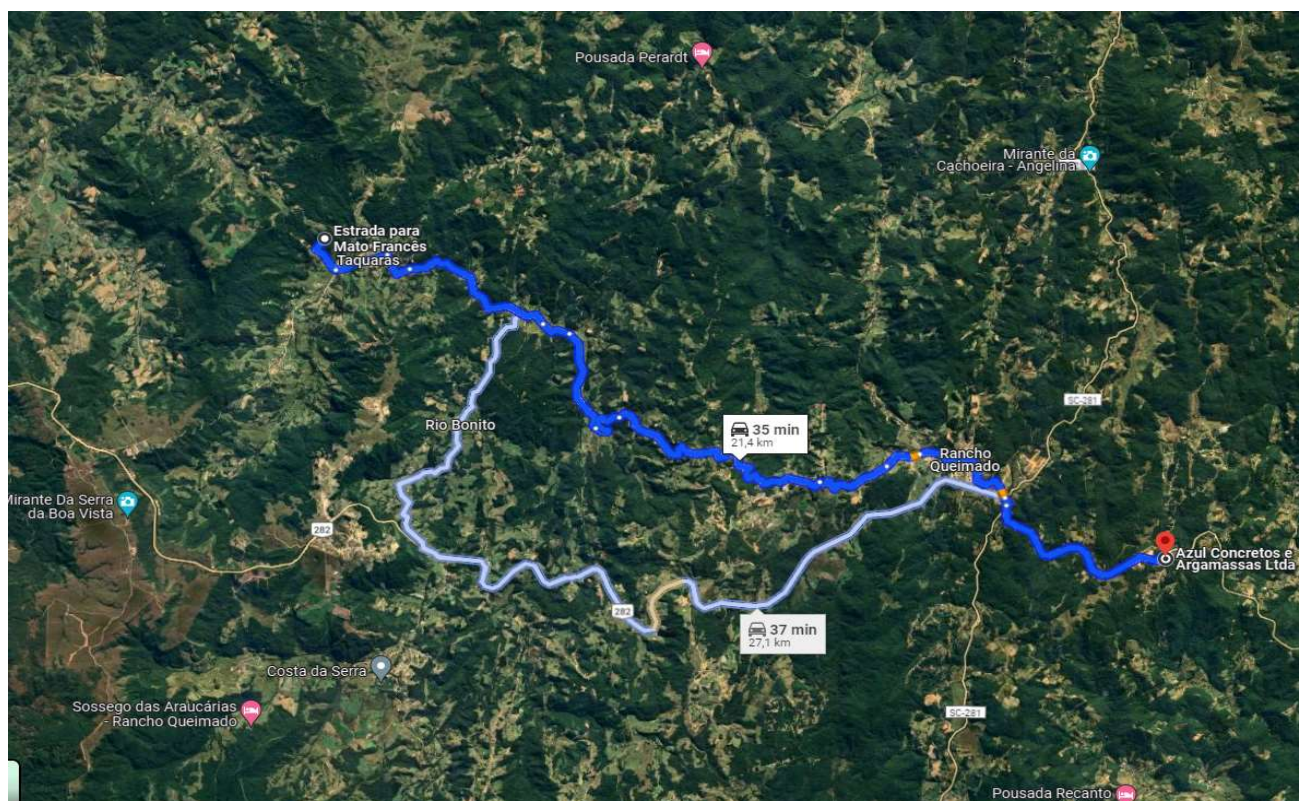 Pousada Perardt
Mirante da
Cachoeira - Angelina
Estrada para
Mato Francês
Taquaras
SC-281
Rio Bonito
35 min
21,4 km
Rancho
Queimado
Mirante Da Serra
da Boa Vista
282
Azul Concretos e
Argamassas Ltda
282
37 min
27,1 km
Costa da Serra
Sossego das Araucárias
- Rancho Queimado
SC-281
Pousada Recanto